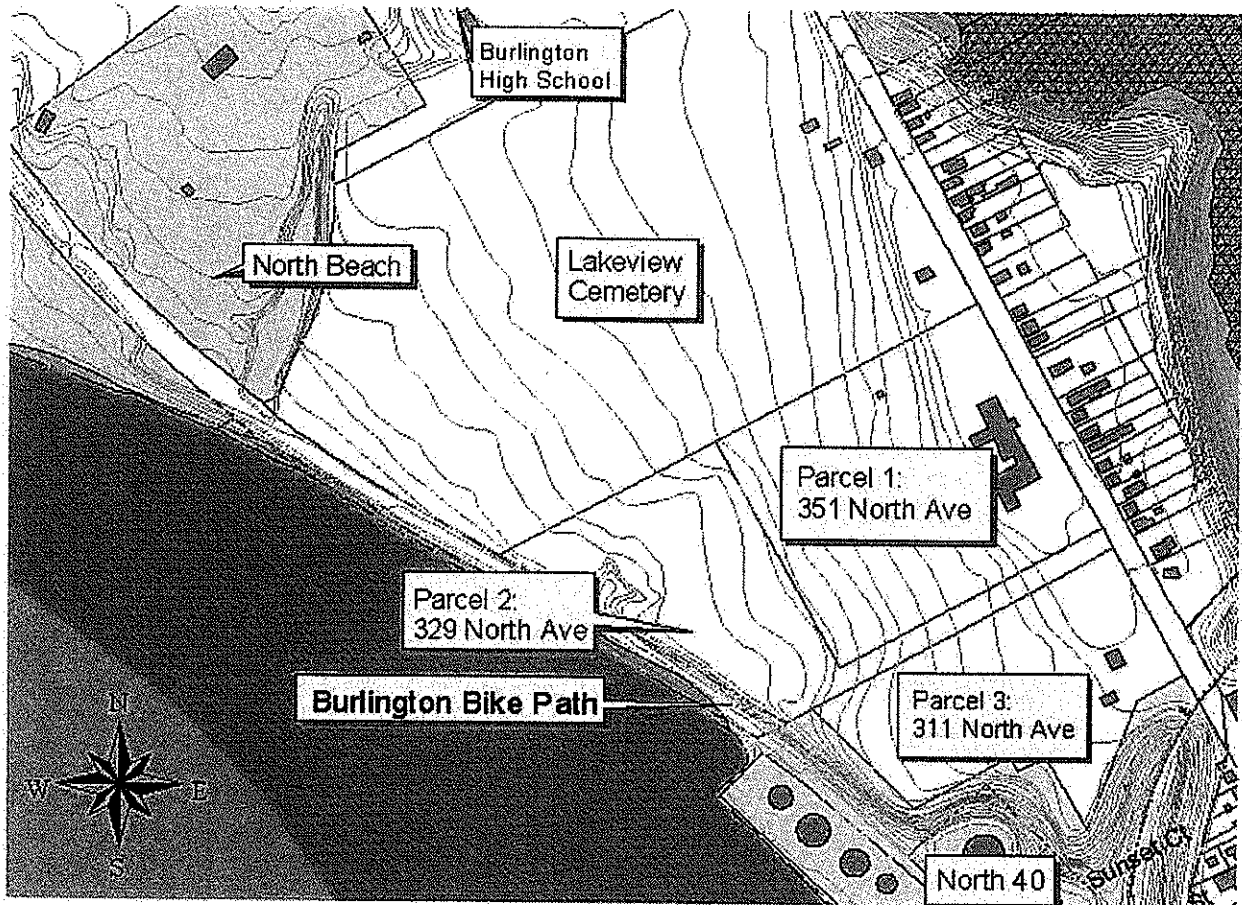 Burlington
High School
North Beach
Lakeview
Cemetery
Parcel 1:
351 North Ave
Parcel 2:
329 North Ave
Burlington Bike Path
Parcel 3:
311 North Ave
N
W
E
S
North 40
Sunset Ct